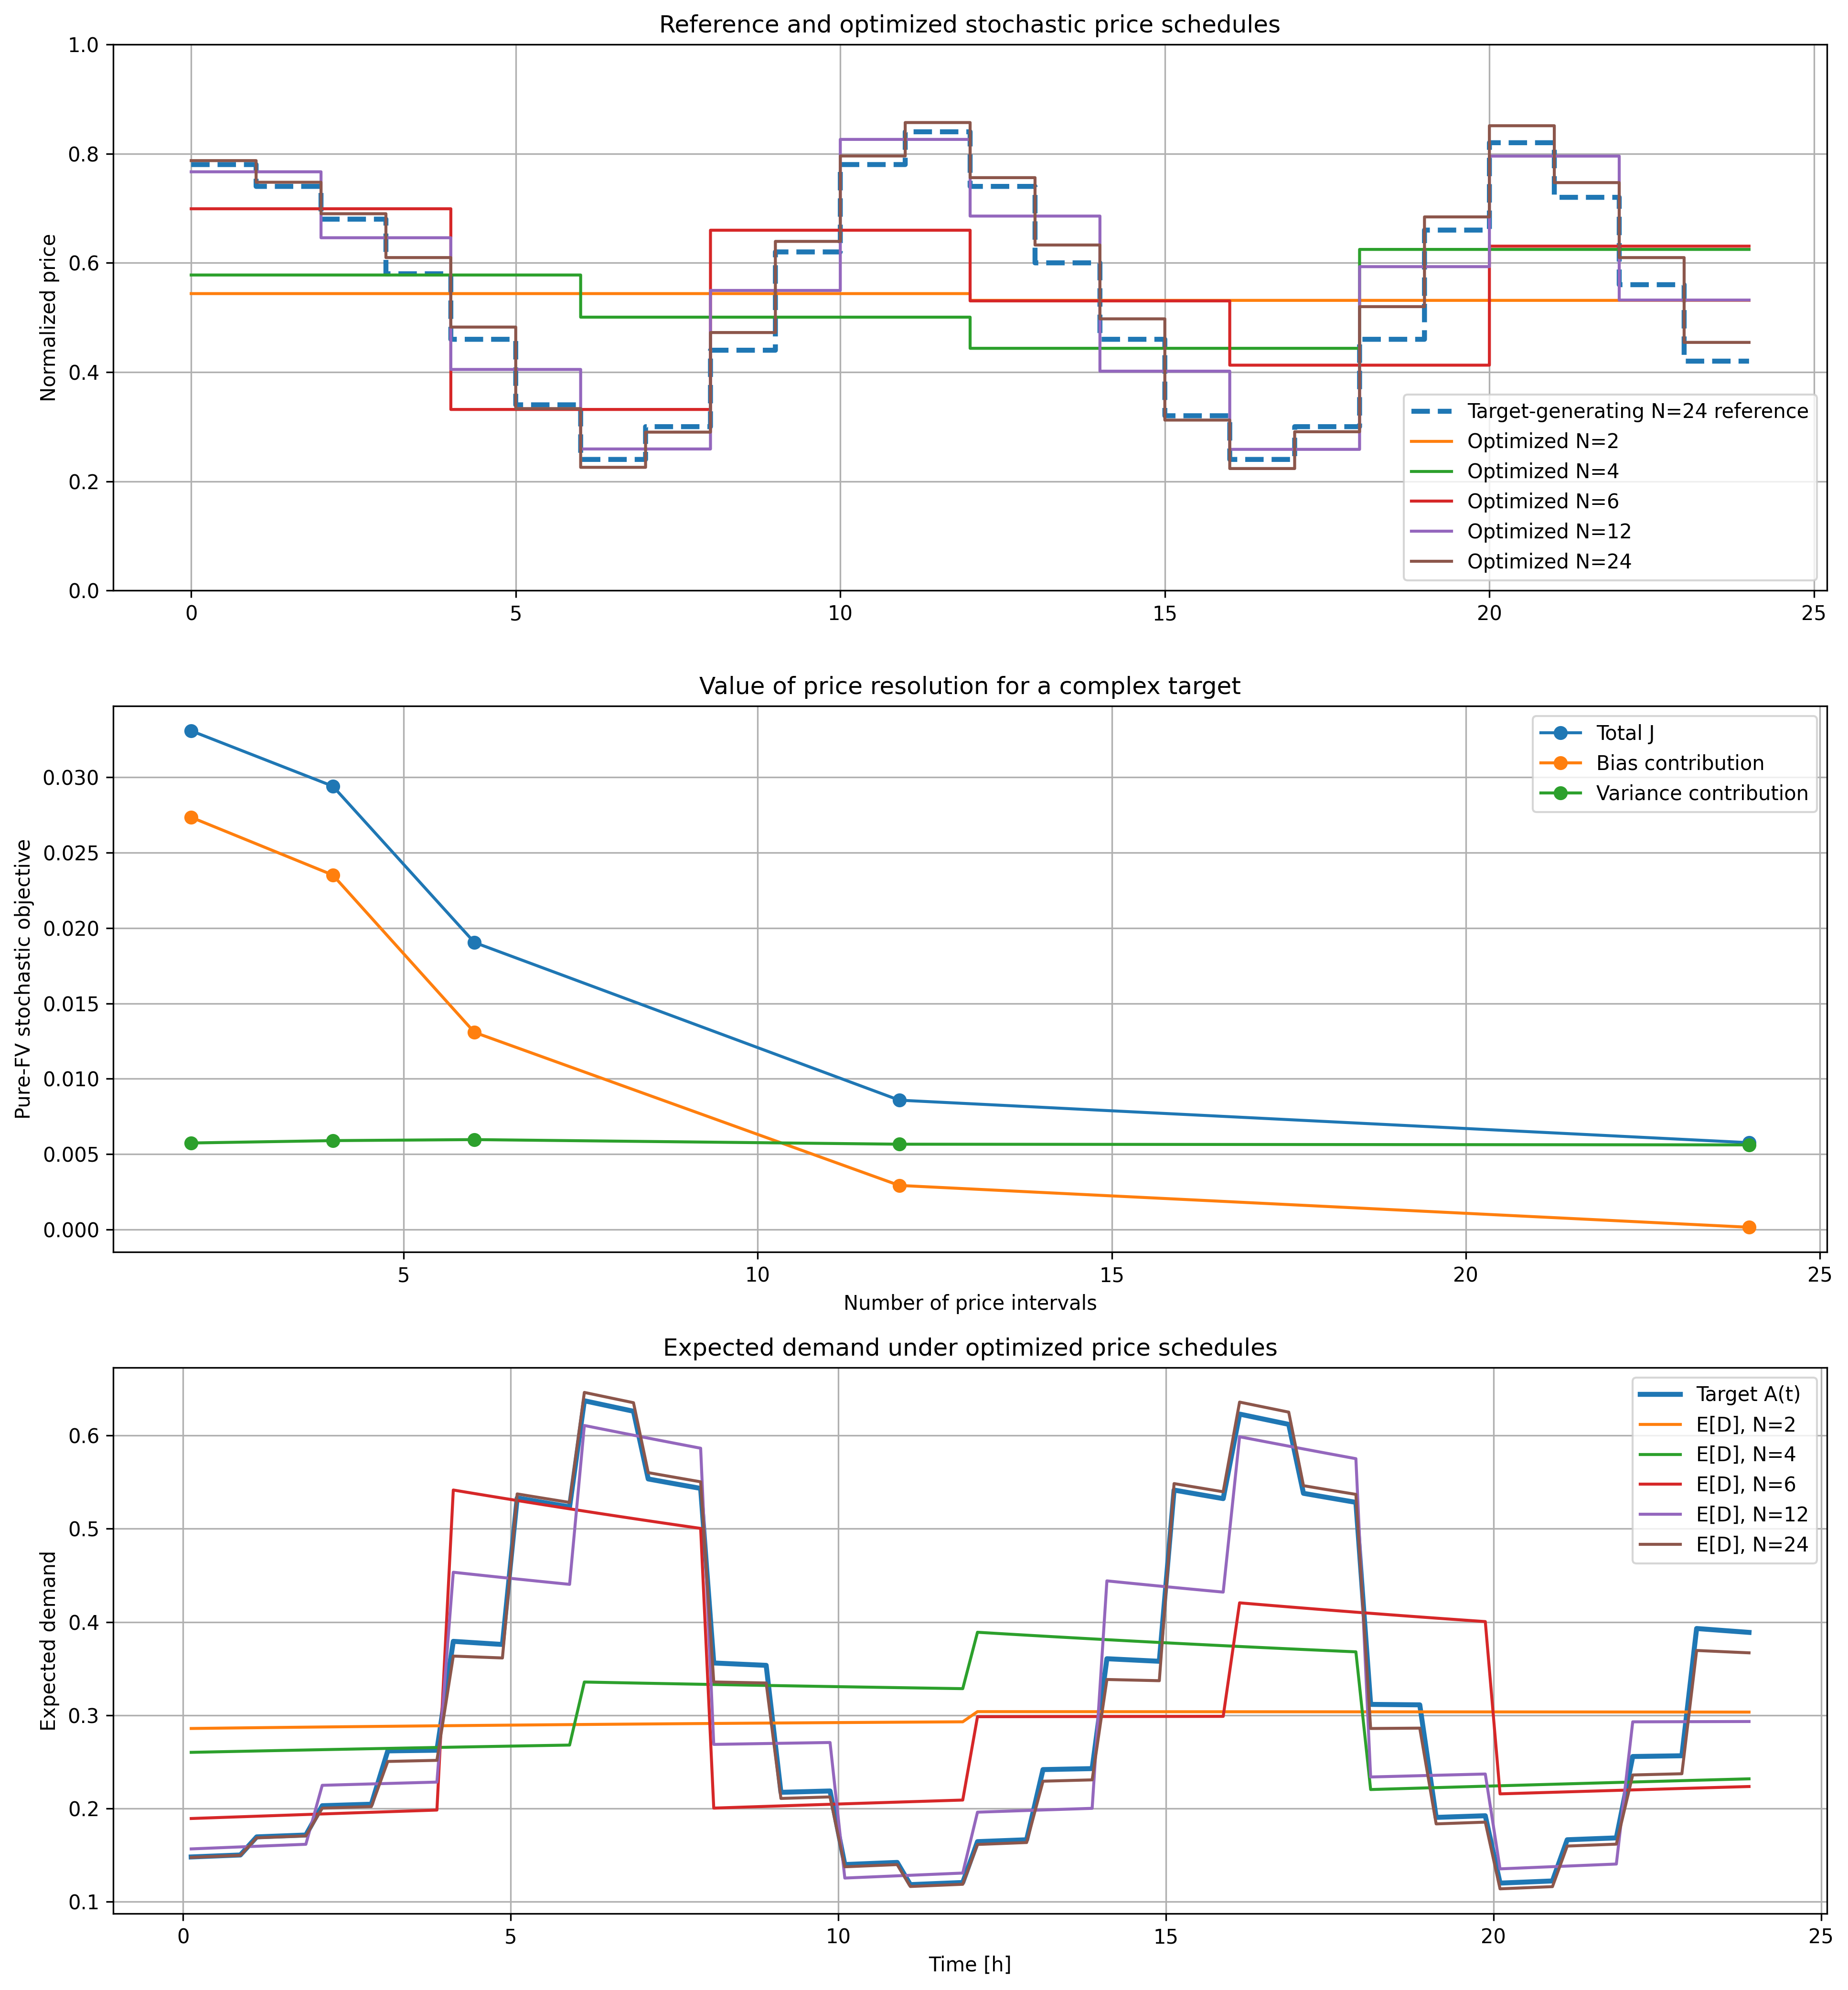 Reference and optimized stochastic price schedules
Normalized price
1.0
0.8
0.6
0.4
0.2
0.0
0 5 10 15 20 25
Target-generating N=24 reference
Optimized N=2
Optimized N=4
Optimized N=6
Optimized N=12
Optimized N=24
Value of price resolution for a complex target
Pure-FV stochastic objective
0.030
0.025
0.020
0.015
0.010
0.005
0.000
5 10 15 20 25
Number of price intervals
Total J
Bias contribution
Variance contribution
Expected demand under optimized price schedules
Expected demand
0.6
0.5
0.4
0.3
0.2
0.1
0 5 10 15 20 25
Time [h]
Target A(t)
E[D], N=2
E[D], N=4
E[D], N=6
E[D], N=12
E[D], N=24